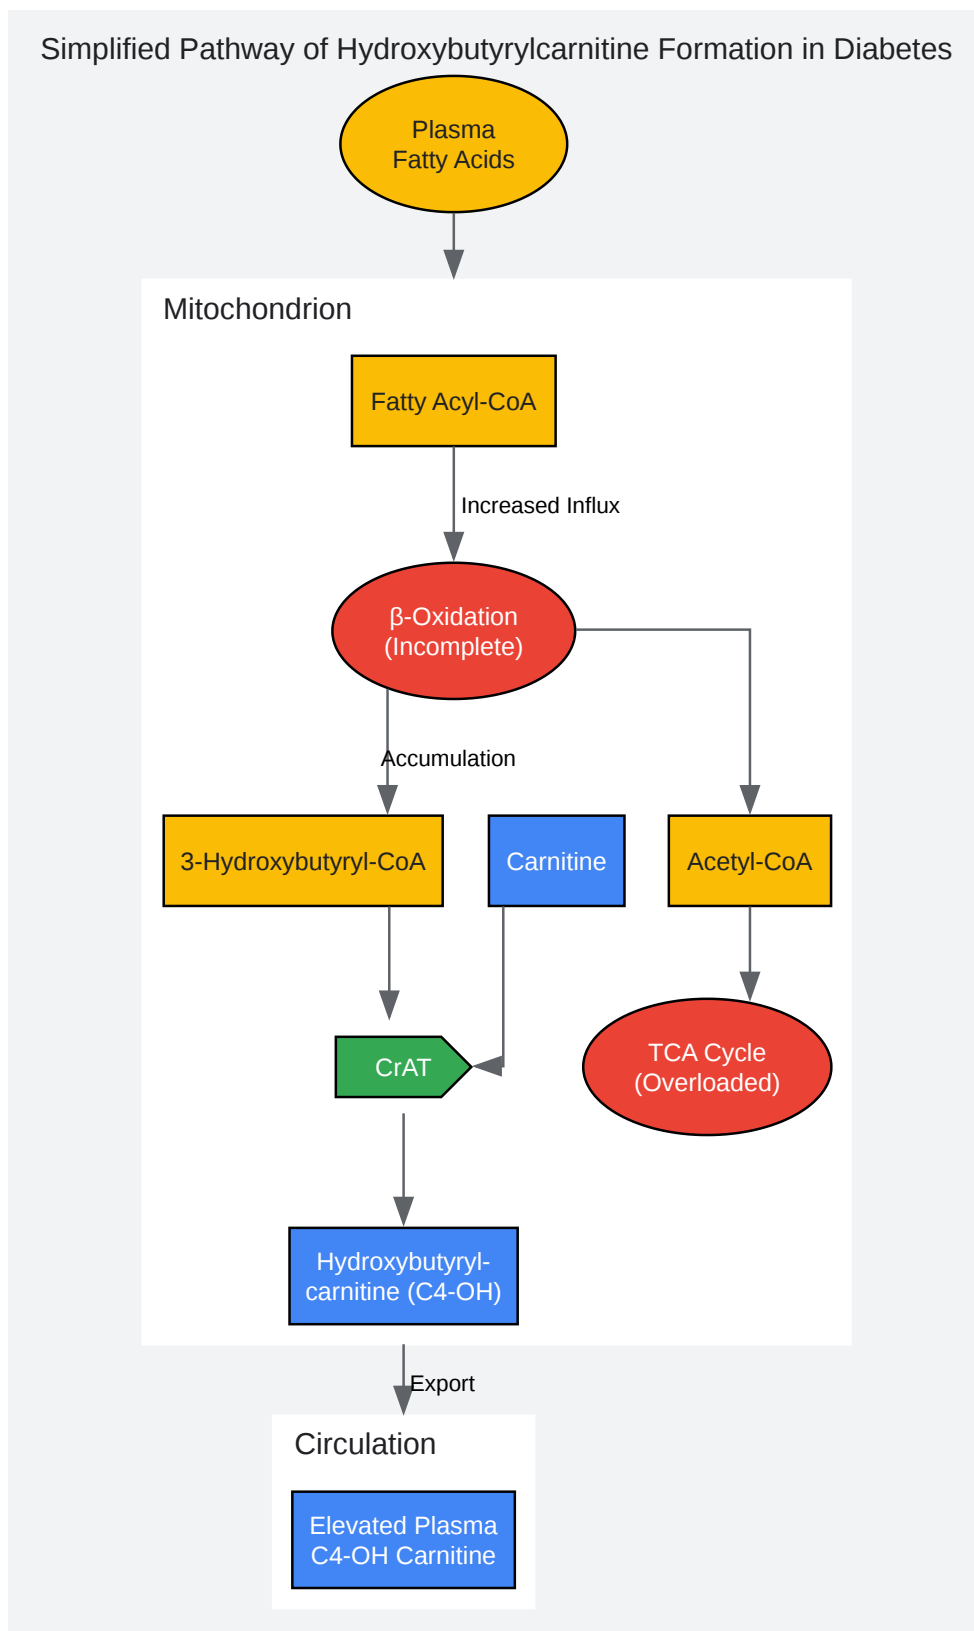 Simplified Pathway of Hydroxybutyrylcarnitine Formation in Diabetes
Plasma
Fatty Acids
Mitochondrion
Fatty Acyl-CoA
Increased Influx
β-Oxidation
(Incomplete)
Accumulation
3-Hydroxybutyryl-CoA
Carnitine
Acetyl-CoA
CrAT
TCA Cycle
(Overloaded)
Hydroxybutyryl-
carnitine (C4-OH)
Export
Circulation
Elevated Plasma
C4-OH Carnitine